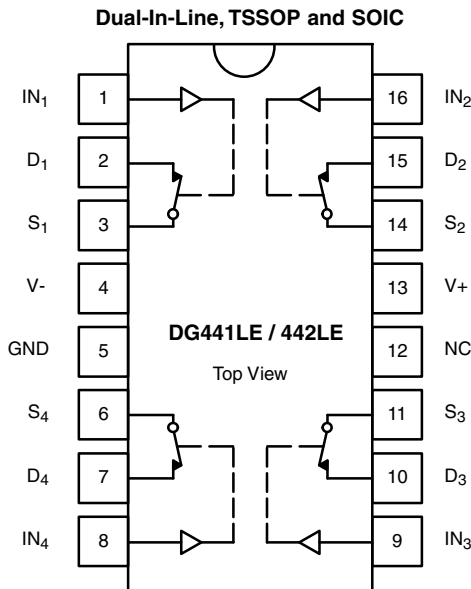 Dual-In-Line, TSSOP and SOIC
IN1 1 16 IN2
D1 2 15 D2
S1 3 14 S2
V- 4 13 V+
GND 5 12 NC
DG441LE / 442LE
Top View
S4 6 11 S3
D4 7 10 D3
IN4 8 9 IN3